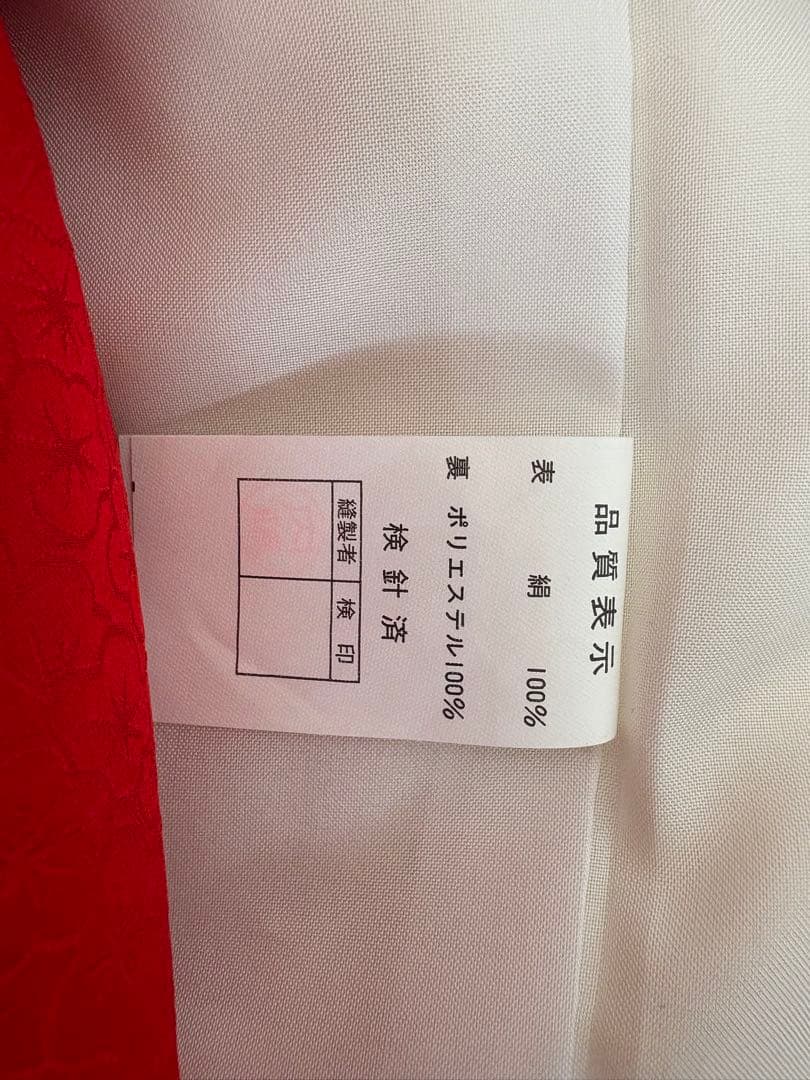 品質表示
表 絹 100%
裏 ポリエステル100%
検針済
縫製者 検印